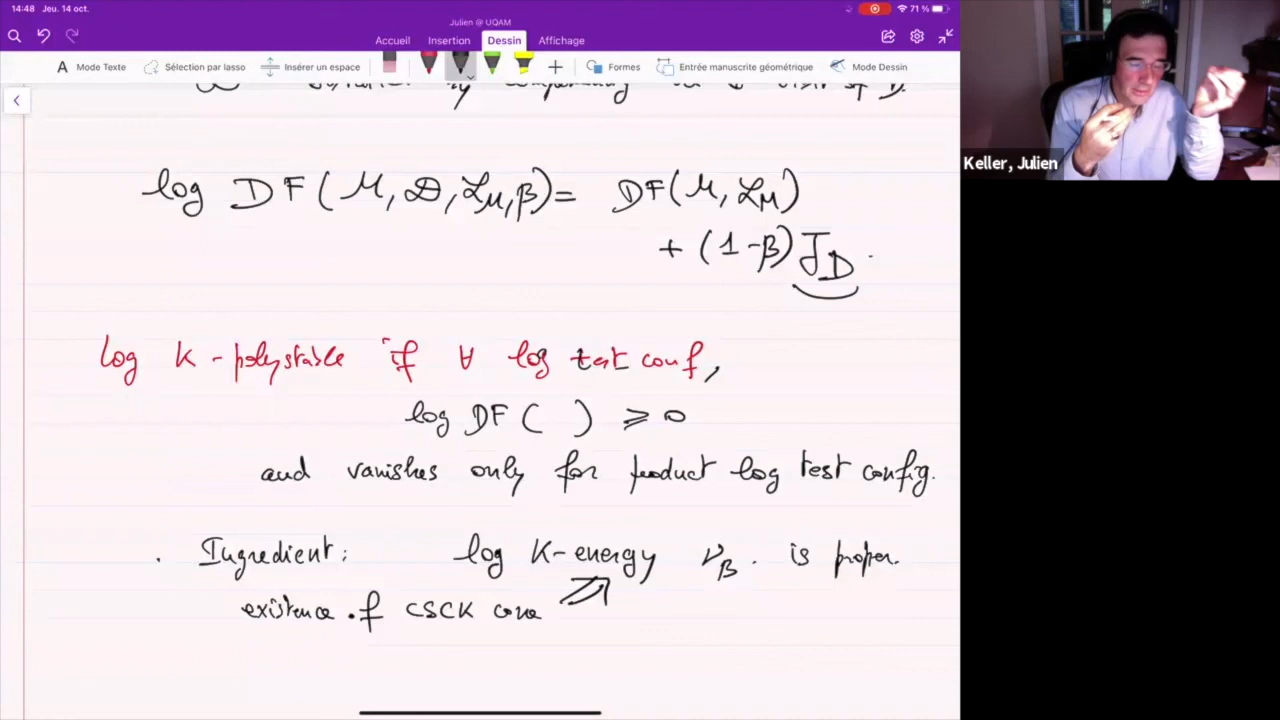 14:48 Jeu. 14 oct.
71 %
Julien @ UQAM
Accueil Insertion Dessin Affichage
A Mode Texte Sélection par lasso Insérer un espace Formes Entrée manuscrite géométrique Mode Dessin
by comparing
Keller, Julien
log DF(M, D, L_M, β) = DF(M, L_M)
+ (1-β) J_D .
log K-polystable if ∀ log test conf,
log DF ( ) ⩾ 0
and vanishes only for product log test config.
. Ingredient: log K-energy ν_β . is proper.
existence of CSCK cone ⇗